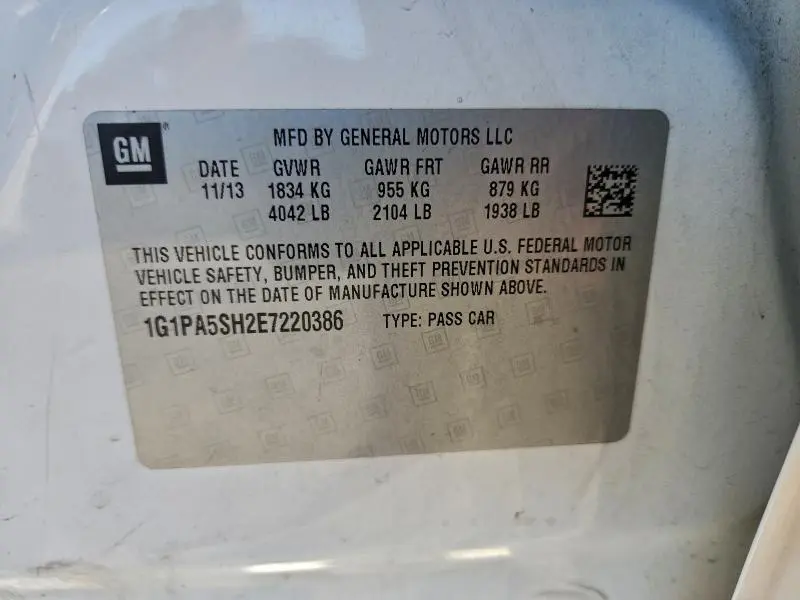 GM ®
MFD BY GENERAL MOTORS LLC
DATE GVWR GAWR FRT GAWR RR
11/13 1834 KG 955 KG 879 KG
4042 LB 2104 LB 1938 LB
THIS VEHICLE CONFORMS TO ALL APPLICABLE U.S. FEDERAL MOTOR
VEHICLE SAFETY, BUMPER, AND THEFT PREVENTION STANDARDS IN
EFFECT ON THE DATE OF MANUFACTURE SHOWN ABOVE.
1G1PA5SH2E7220386 TYPE: PASS CAR